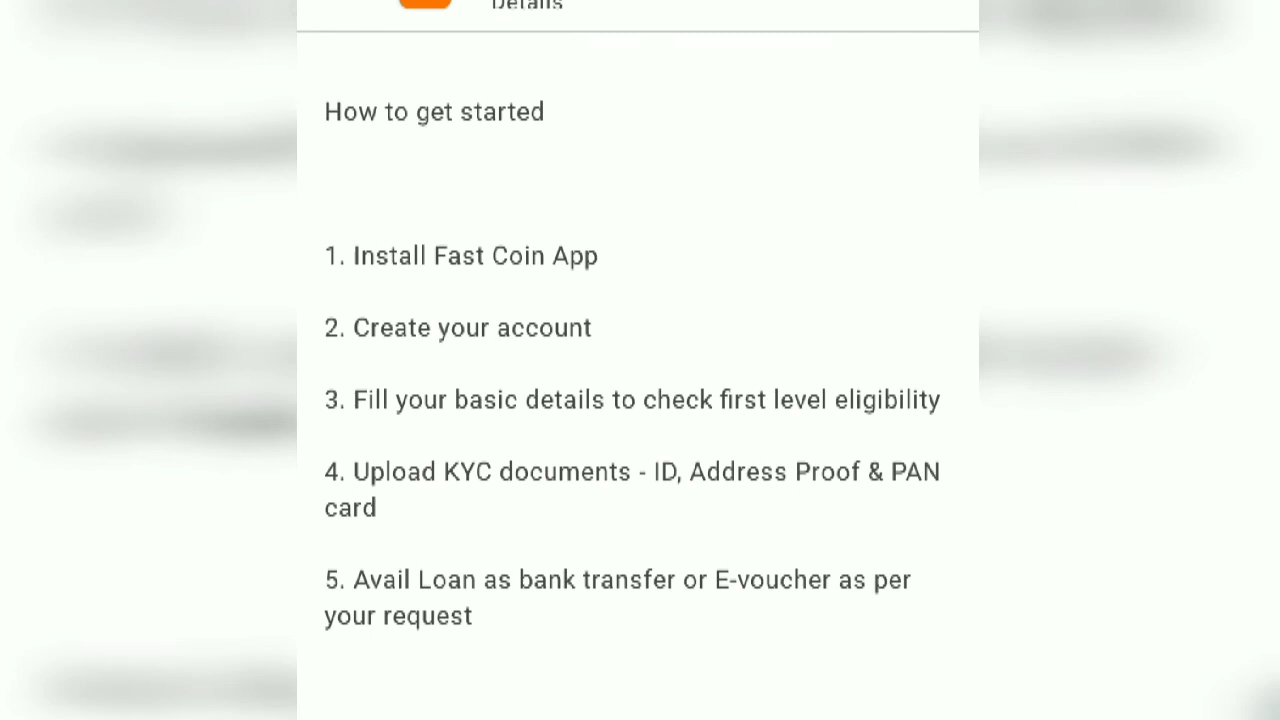 Details
How to get started
1. Install Fast Coin App
2. Create your account
3. Fill your basic details to check first level eligibility
4. Upload KYC documents - ID, Address Proof & PAN
card
5. Avail Loan as bank transfer or E-voucher as per
your request